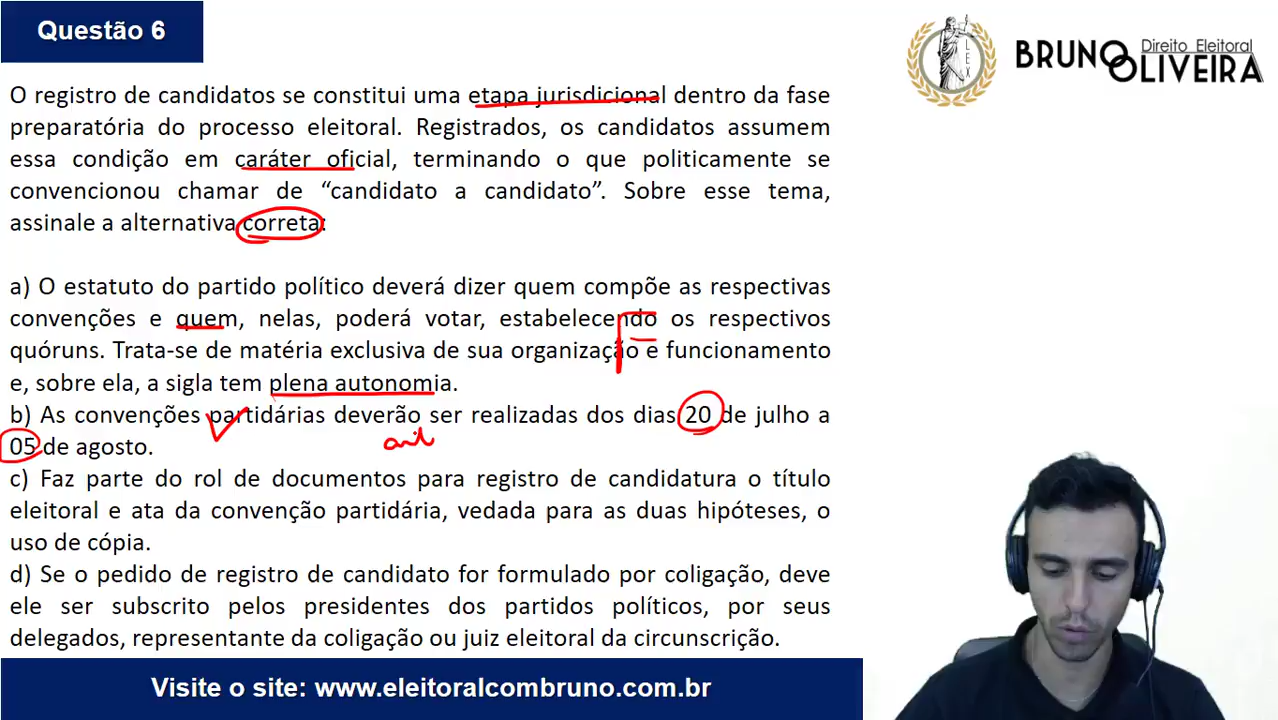 Questão 6
BRUNO Direito Eleitoral
OLIVEIRA
LEX
O registro de candidatos se constitui uma etapa jurisdicional dentro da fase
preparatória do processo eleitoral. Registrados, os candidatos assumem
essa condição em caráter oficial, terminando o que politicamente se
convencionou chamar de “candidato a candidato”. Sobre esse tema,
assinale a alternativa correta:
a) O estatuto do partido político deverá dizer quem compõe as respectivas
convenções e quem, nelas, poderá votar, estabelecendo os respectivos
quóruns. Trata-se de matéria exclusiva de sua organização e funcionamento
e, sobre ela, a sigla tem plena autonomia.
b) As convenções partidárias deverão ser realizadas dos dias 20 de julho a
05 de agosto.
c) Faz parte do rol de documentos para registro de candidatura o título
eleitoral e ata da convenção partidária, vedada para as duas hipóteses, o
uso de cópia.
d) Se o pedido de registro de candidato for formulado por coligação, deve
ele ser subscrito pelos presidentes dos partidos políticos, por seus
delegados, representante da coligação ou juiz eleitoral da circunscrição.
Visite o site: www.eleitoralcombruno.com.br